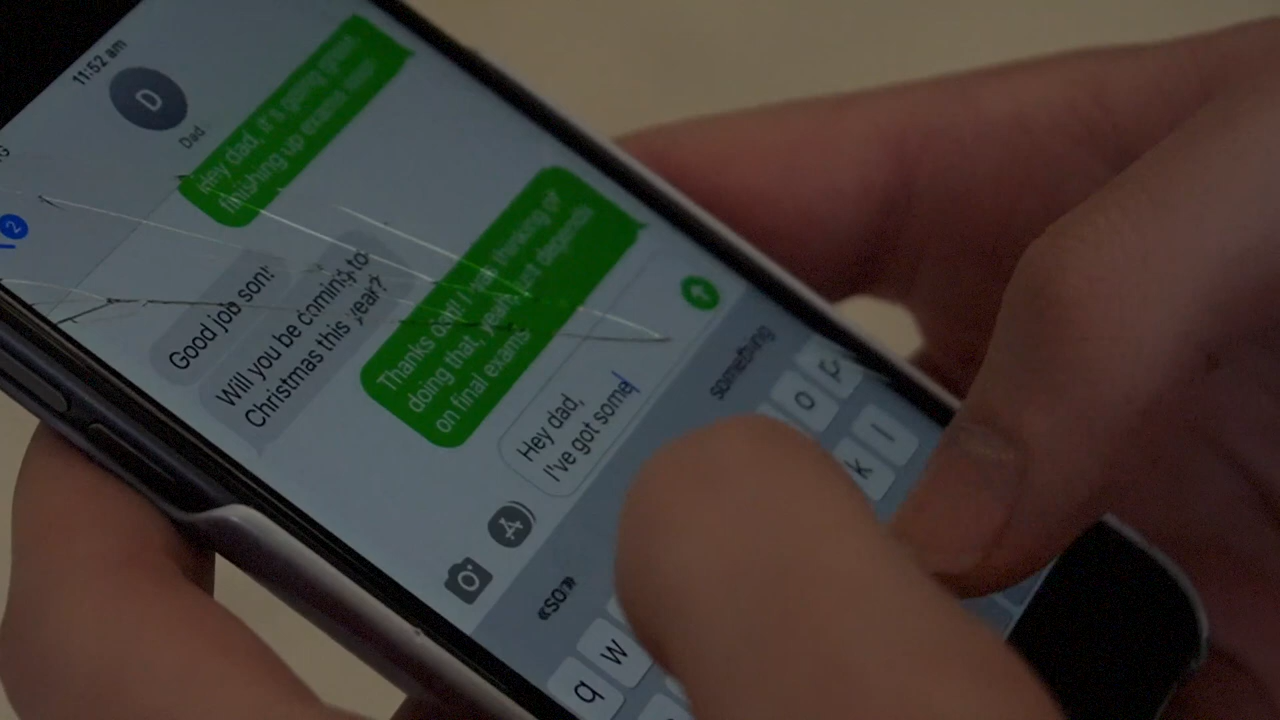 11:52 am
2
D
Dad
Hey dad, it's going good,
finishing up exams now.
Good job son!
Will you be coming to
Christmas this year?
Thanks dad! I was thinking of
doing that, yeah, just depends
on final exams
Hey dad,
I've got some
«so»
something
q w o p
k l